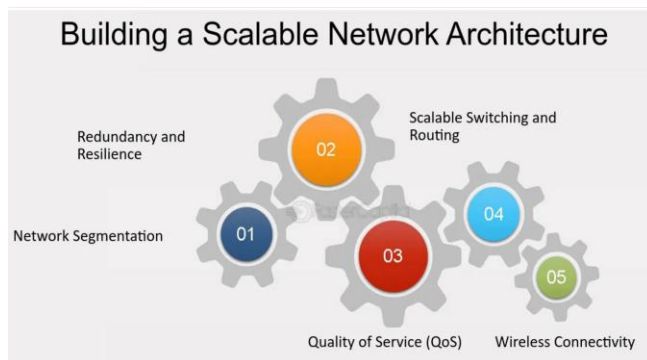 Building a Scalable Network Architecture
Redundancy and
Resilience
02
Scalable Switching and
Routing
Network Segmentation
01
03
04
05
Quality of Service (QoS)
Wireless Connectivity